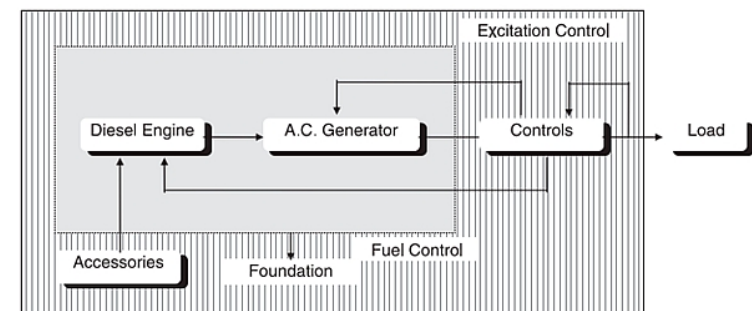 Excitation Control
Diesel Engine
A.C. Generator
Controls
Load
Fuel Control
Accessories
Foundation